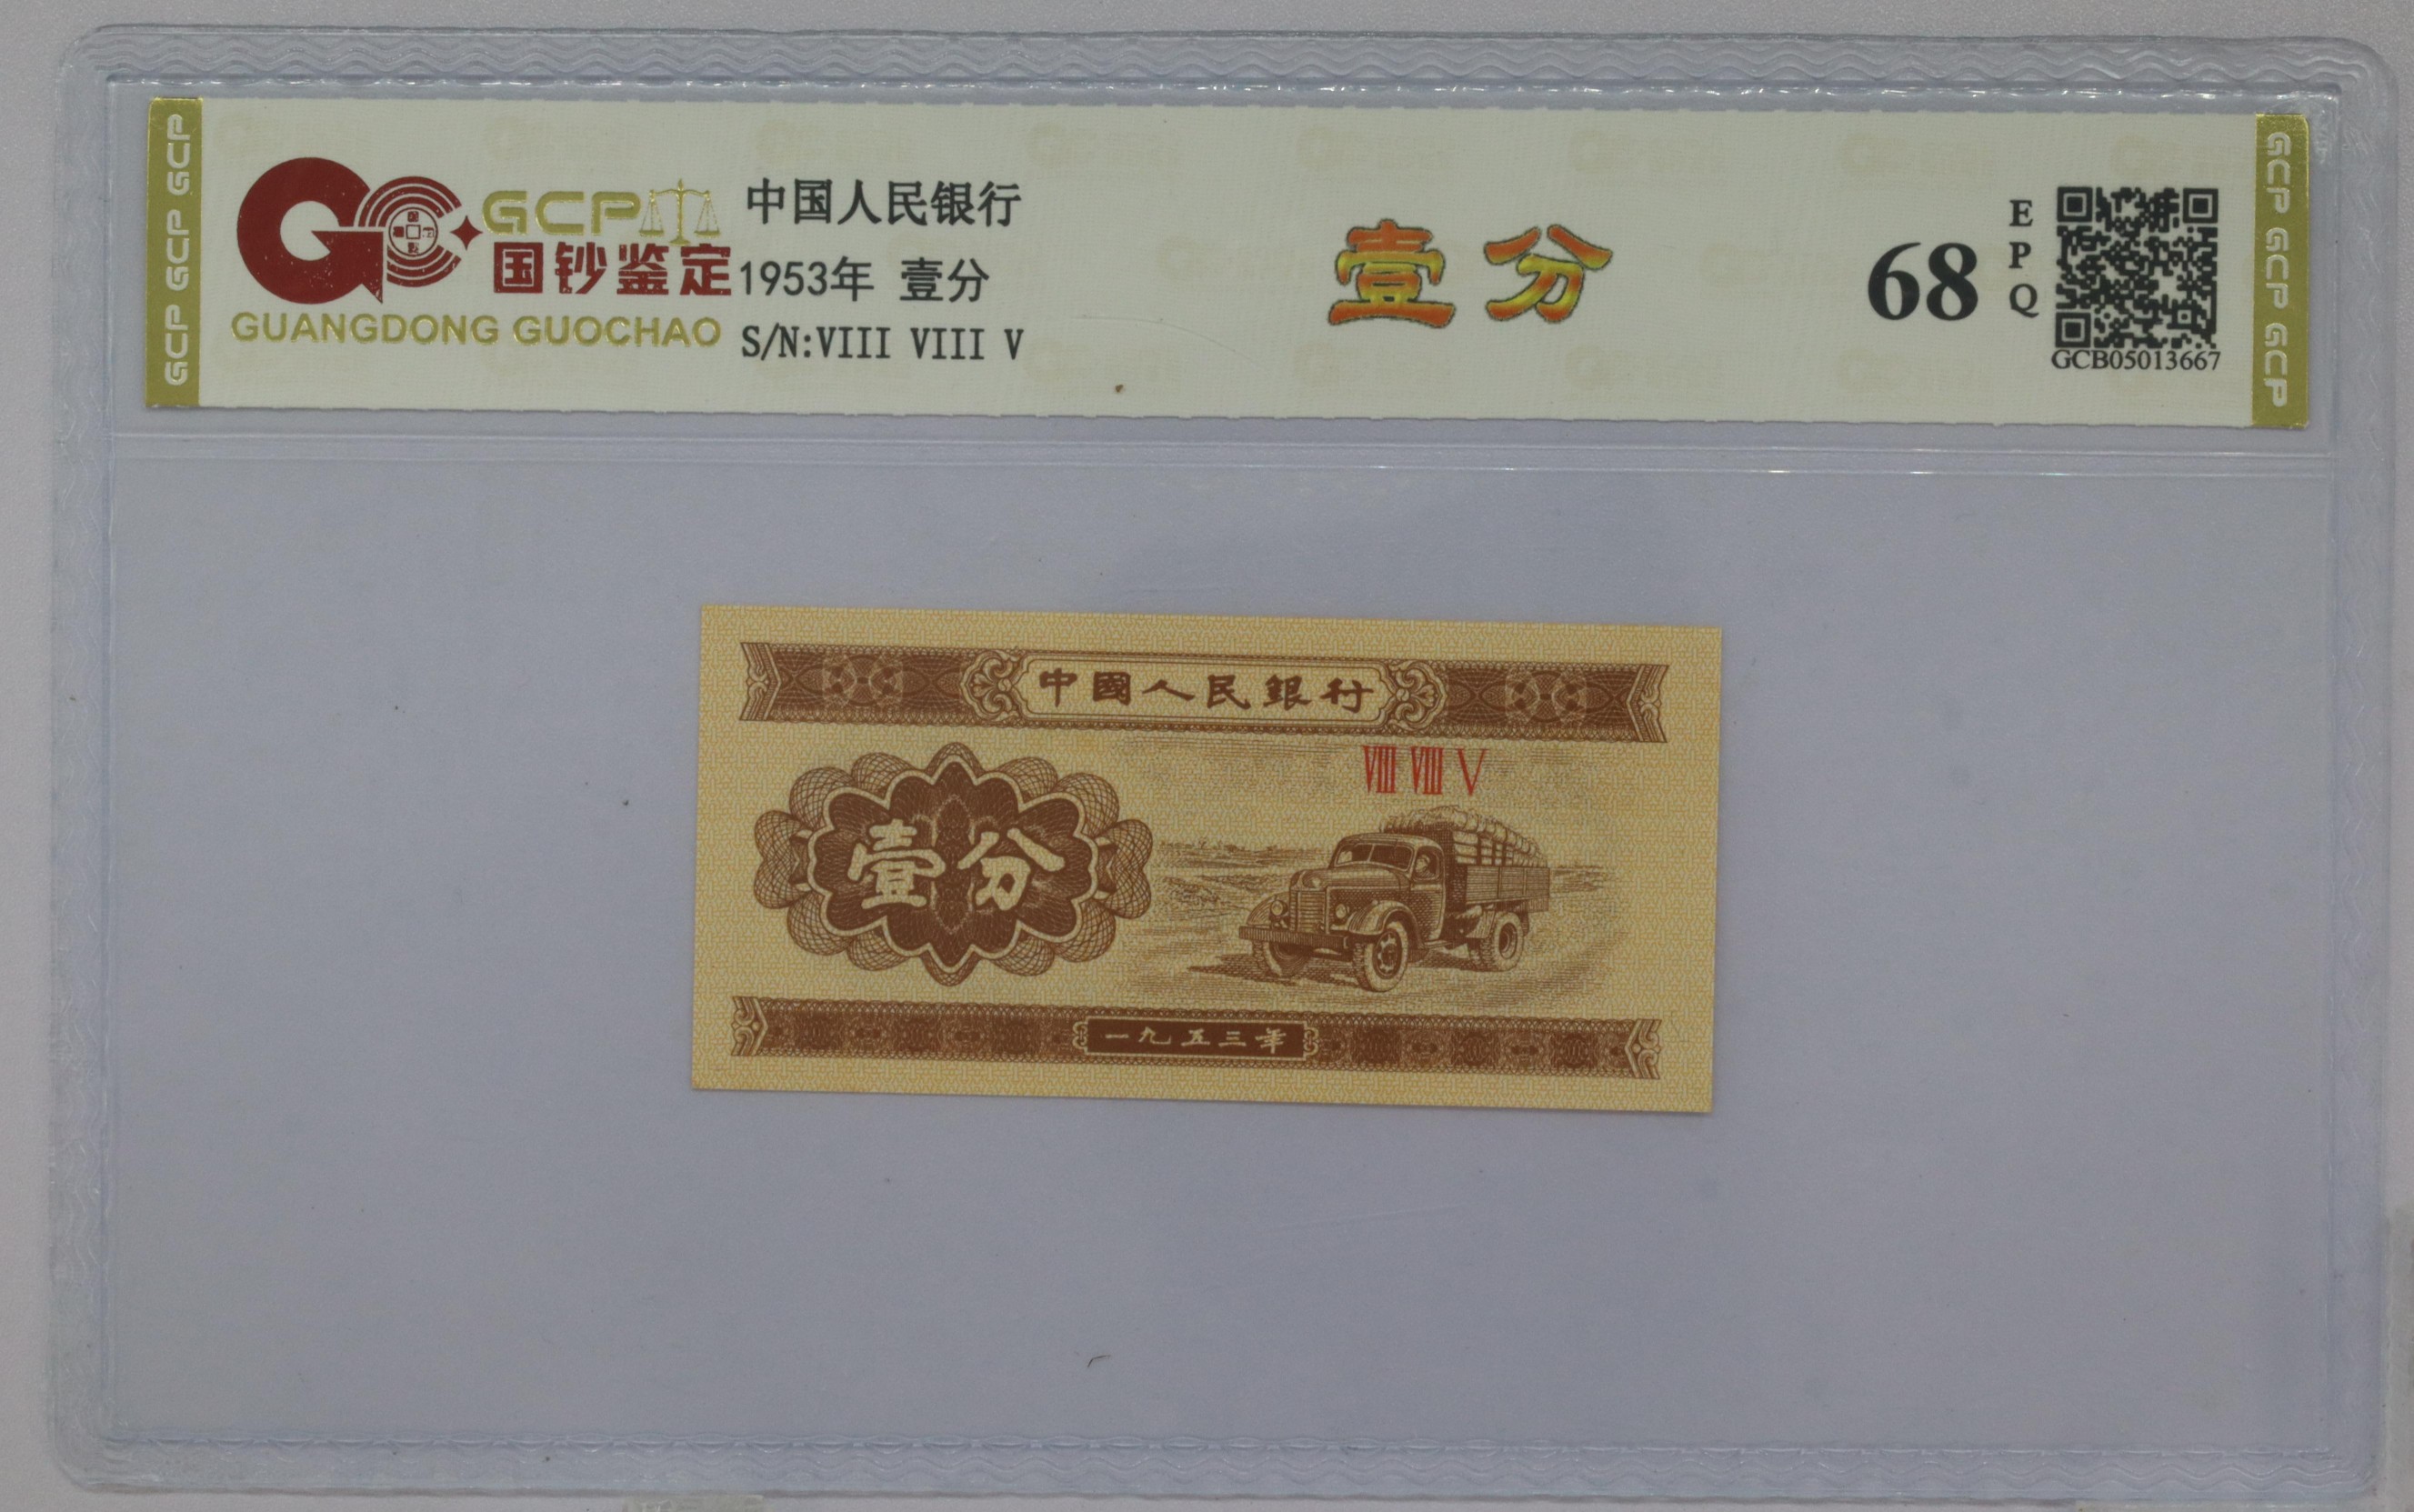 GCP GCP GCP
GCP
国钞鉴定
GUANGDONG GUOCHAO
中国人民银行
1953年 壹分
S/N:VIII VIII V
壹分
68
EPQ
GCB05013667
GCP GCP GCP
中國人民銀行
VIII VIII V
壹分
一九五三年